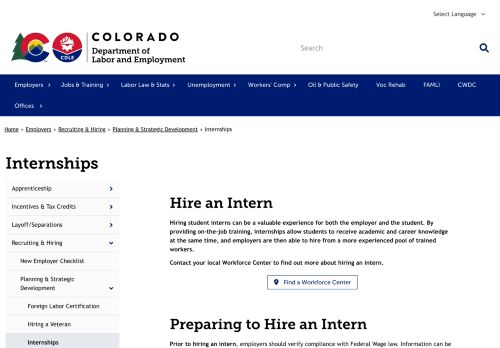 Select Language
COLORADO
Department of
Labor and Employment
CDLE
Search
Employers
Jobs & Training
Labor Law & Stats
Unemployment
Workers' Comp
Oil & Public Safety
Voc Rehab
FAMLI
CWDC
Offices
Home › Employers › Recruiting & Hiring › Planning & Strategic Development › Internships
Internships
Apprenticeship
Incentives & Tax Credits
Layoff/Separations
Recruiting & Hiring
New Employer Checklist
Planning & Strategic
Development
Foreign Labor Certification
Hiring a Veteran
Internships
Hire an Intern
Hiring student interns can be a valuable experience for both the employer and the student. By
providing on-the-job training, internships allow students to receive academic and career knowledge
at the same time, and employers are then able to hire from a more experienced pool of trained
workers.
Contact your local Workforce Center to find out more about hiring an intern.
Find a Workforce Center
Preparing to Hire an Intern
Prior to hiring an intern, employers should verify compliance with Federal Wage law. Information can be